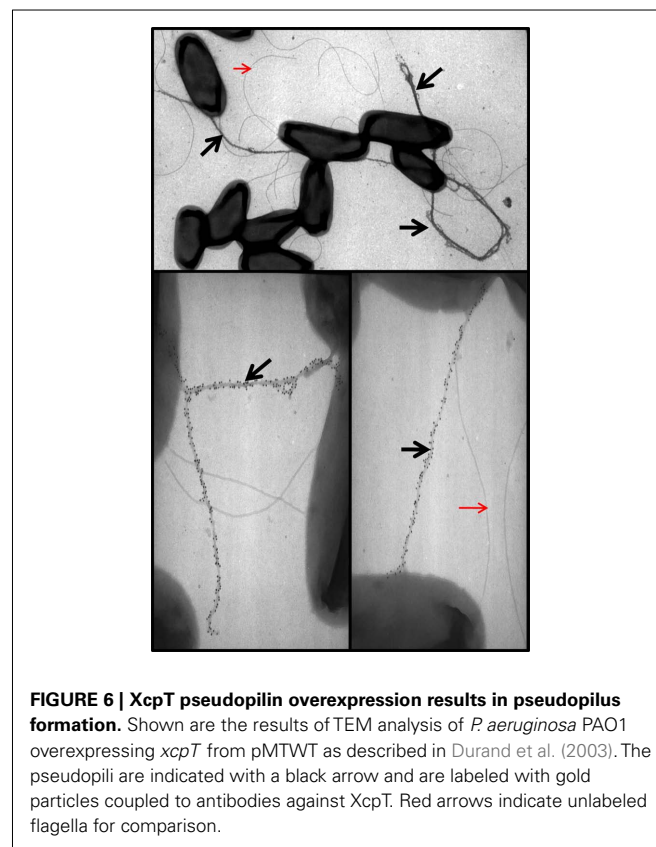 FIGURE 6 | XcpT pseudopilin overexpression results in pseudopilus
formation. Shown are the results of TEM analysis of P. aeruginosa PAO1
overexpressing xcpT from pMTWT as described in Durand et al. (2003). The
pseudopili are indicated with a black arrow and are labeled with gold
particles coupled to antibodies against XcpT. Red arrows indicate unlabeled
flagella for comparison.